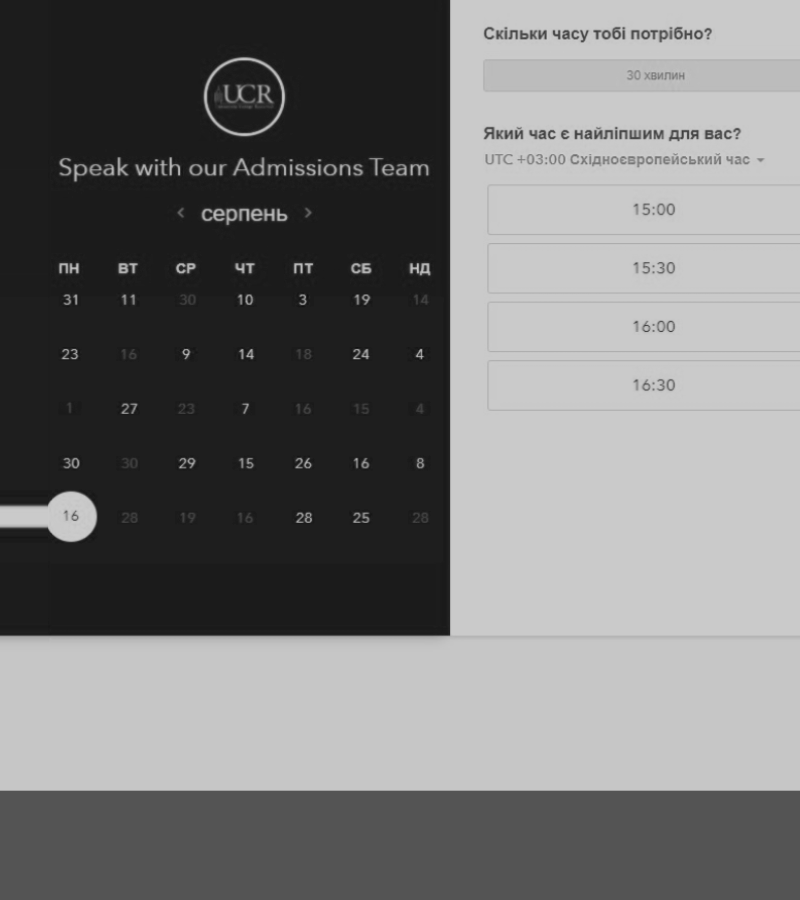 UCR
Speak with our Admissions Team
серпень
ПН ВТ СР ЧТ ПТ СБ НД
31 11 30 10 3 19 14
23 16 9 14 18 24 4
1 27 23 7 16 15 4
30 30 29 15 26 16 8
16 28 19 16 28 25 28
Скільки часу тобі потрібно?
30 хвилин
Який час є найліпшим для вас?
UTC +03:00 Східноєвропейський час
15:00
15:30
16:00
16:30